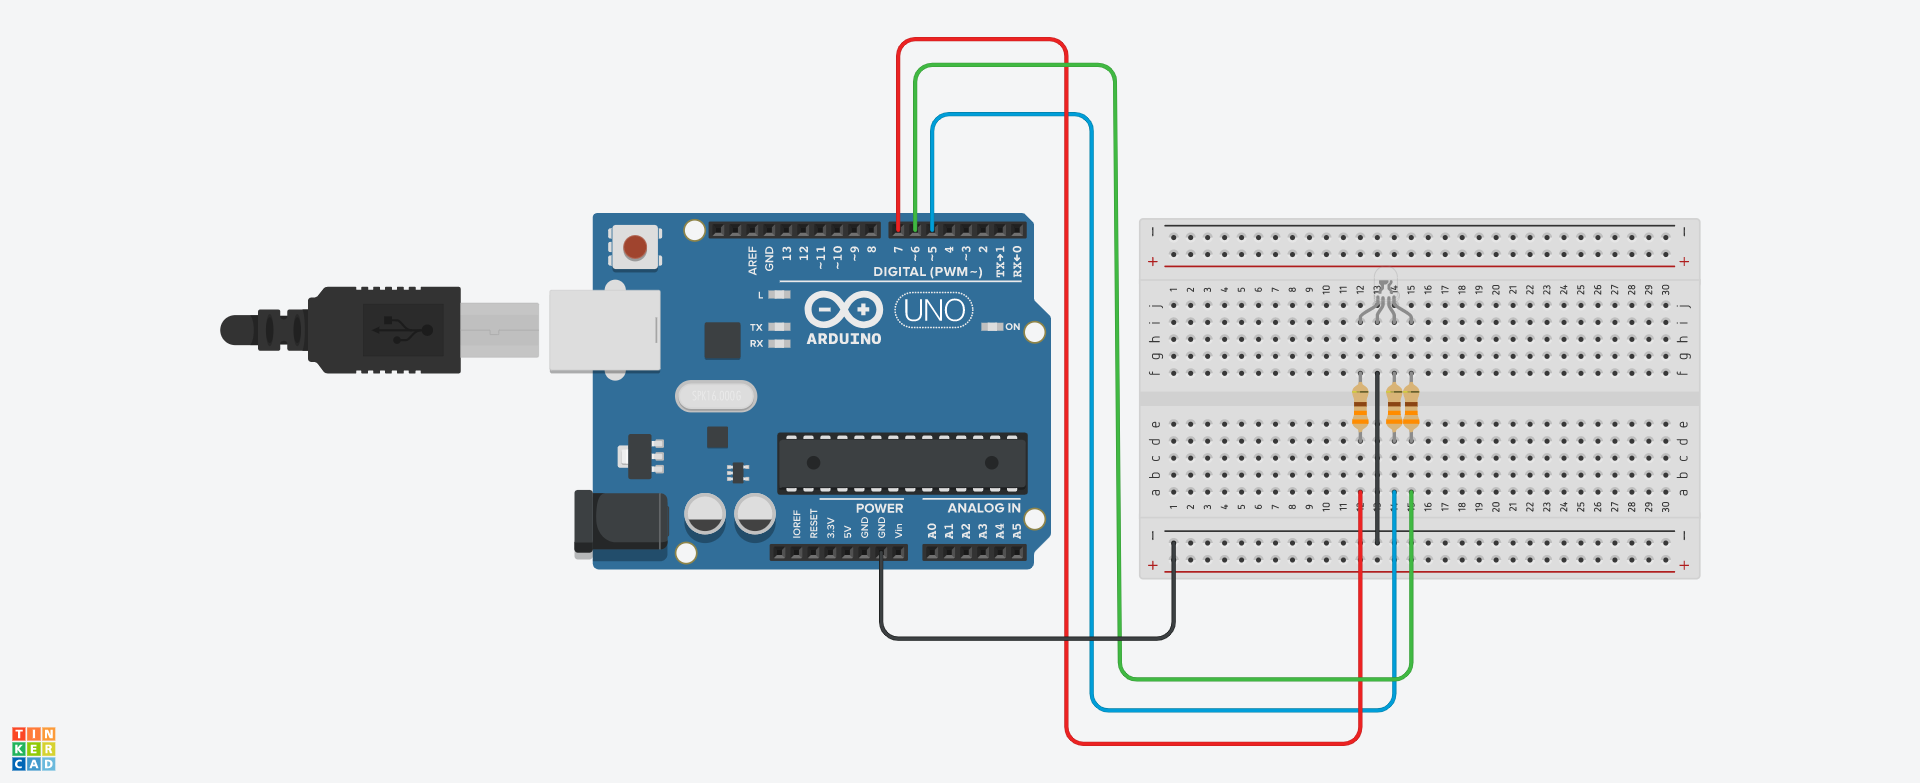 AREF
GND
13
12
~11
~10
~9
8
7
~6
~5
4
~3
2
TX→1
RX←0
DIGITAL (PWM~)
L
TX
RX
ARDUINO
UNO
ON
SPK16.000G
POWER
ANALOG IN
IOREF
RESET
3.3V
5V
GND
GND
Vin
A0
A1
A2
A3
A4
A5
− −
+ +
1 2 3 4 5 6 7 8 9 10 11 12 13 14 15 16 17 18 19 20 21 22 23 24 25 26 27 28 29 30
j j
i i
h h
g g
f f
e e
d d
c c
b b
a a
1 2 3 4 5 6 7 8 9 10 11 12 13 14 15 16 17 18 19 20 21 22 23 24 25 26 27 28 29 30
− −
+ +
TIN
KER
CAD